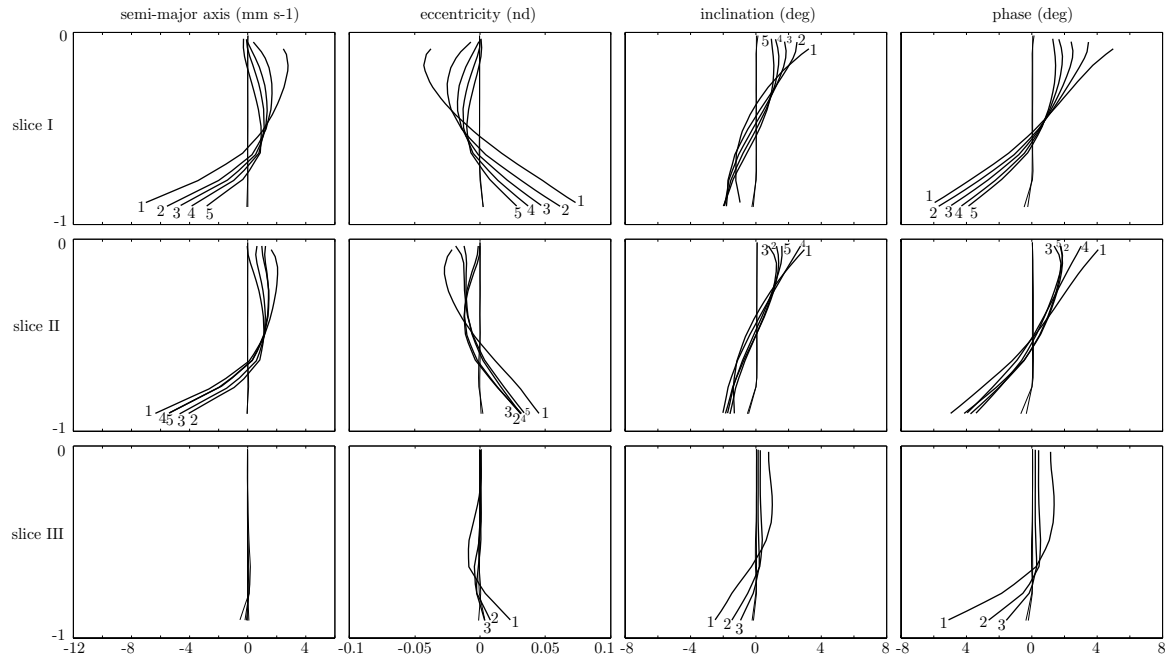 semi-major axis (mm s-1) eccentricity (nd) inclination (deg) phase (deg)
0 5 4 3 2 1
slice I
1 2 3 4 5 5 4 3 2 1 1 2 3 4 5
-1
0 3 2 5 4 1 3 5 2 4 1
slice II
1 4 5 3 2 3 2 4 5 1
-1
0
slice III
3 2 1 1 2 3 1 2 3
-1
-12 -8 -4 0 4 -0.1 -0.05 0 0.05 0.1 -8 -4 0 4 8 -8 -4 0 4 8